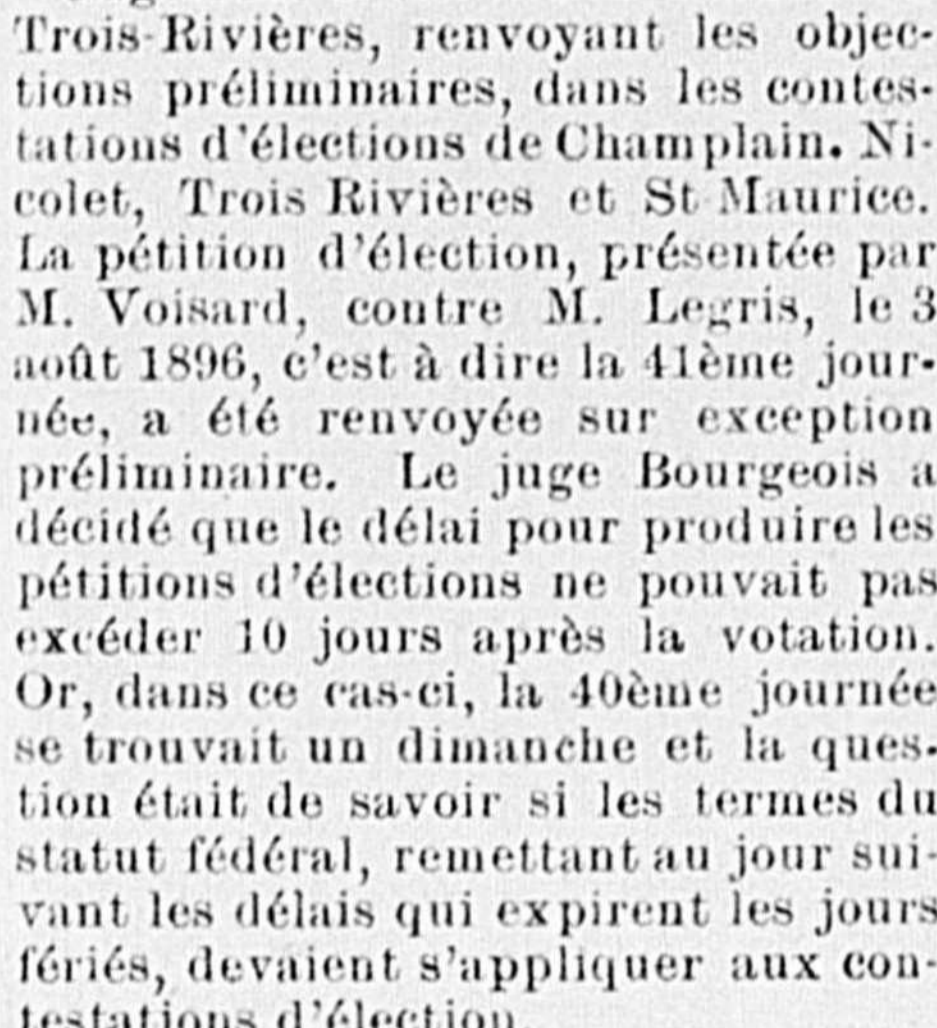 Trois-Rivières, renvoyant les objec-
tions préliminaires, dans les contes-
tations d'élections de Champlain. Ni-
colet, Trois Rivières et St-Maurice.
La pétition d'élection, présentée par
M. Voisard, contre M. Legris, le 3
août 1896, c'est à dire la 41ème jour-
née, a été renvoyée sur exception
préliminaire. Le juge Bourgeois a
décidé que le délai pour produire les
pétitions d'élections ne pouvait pas
excéder 10 jours après la votation.
Or, dans ce cas-ci, la 40ème journée
se trouvait un dimanche et la ques-
tion était de savoir si les termes du
statut fédéral, remettant au jour sui-
vant les délais qui expirent les jours
fériés, devaient s'appliquer aux con-
testations d'élection.